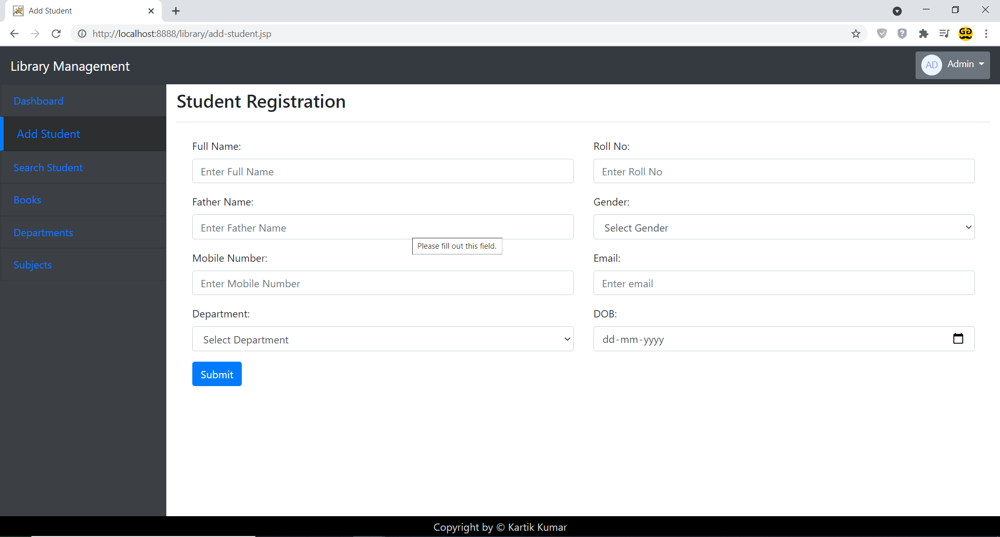 Add Student
http://localhost:8888/library/add-student.jsp
Library Management
AD Admin
Dashboard
Add Student
Search Student
Books
Departments
Subjects
Student Registration
Full Name:
Enter Full Name
Roll No:
Enter Roll No
Father Name:
Enter Father Name
Gender:
Select Gender
Please fill out this field.
Mobile Number:
Enter Mobile Number
Email:
Enter email
Department:
Select Department
DOB:
dd-mm-yyyy
Submit
Copyright by © Kartik Kumar